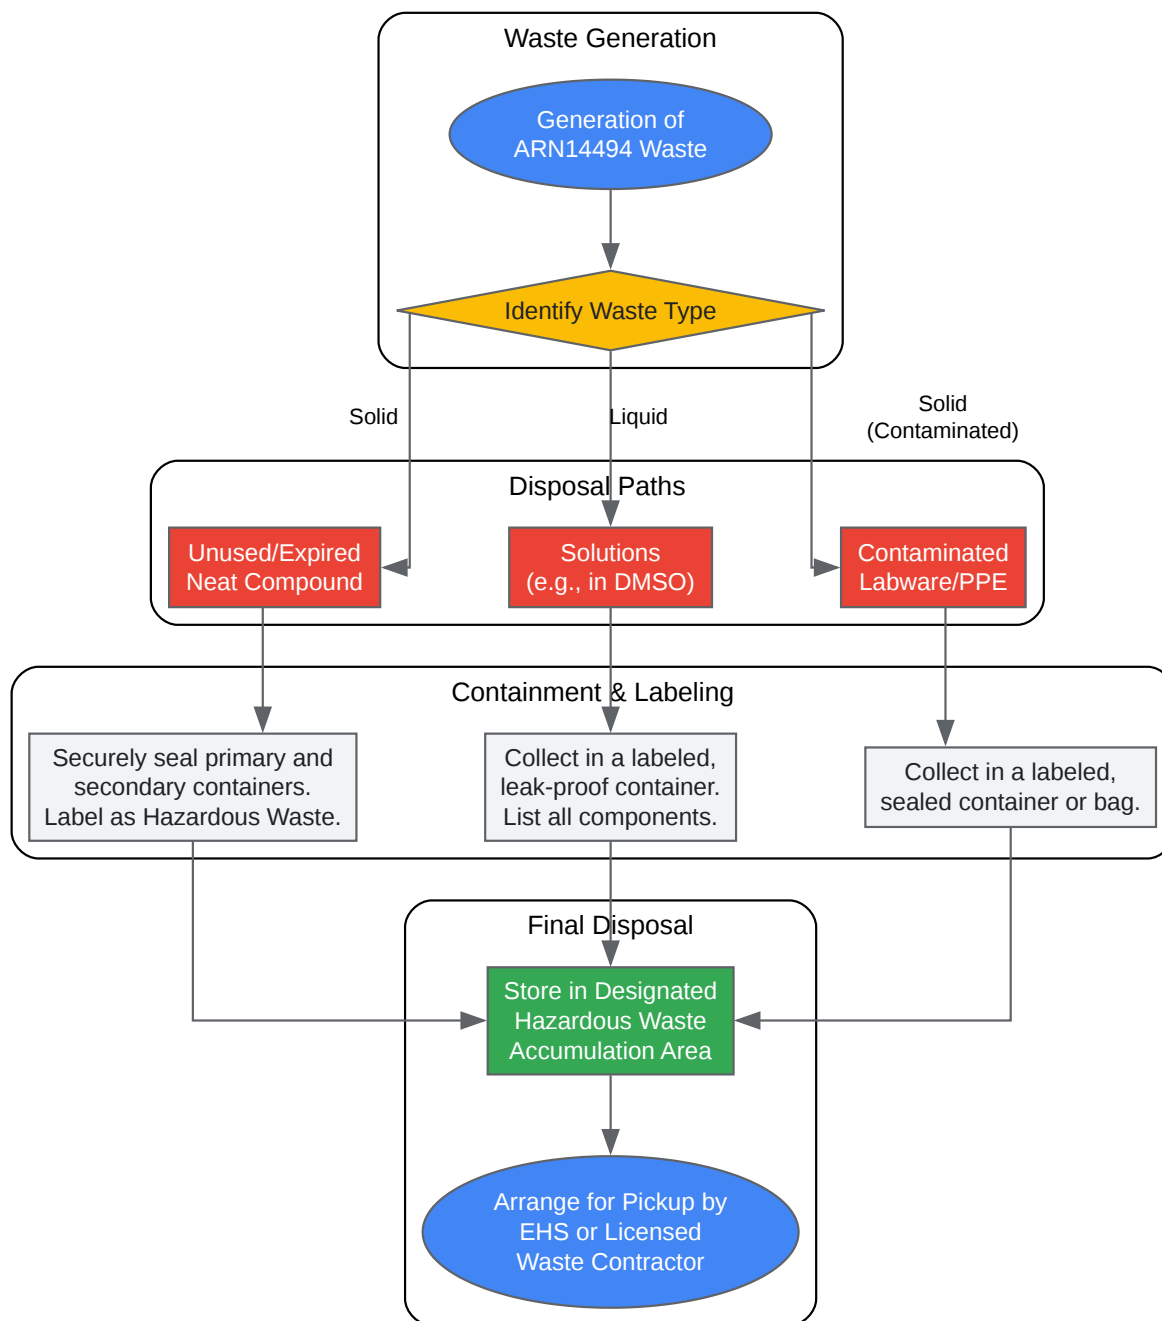 Waste Generation
Generation of
ARN14494 Waste
Identify Waste Type
Solid
Liquid
Solid
(Contaminated)
Disposal Paths
Unused/Expired
Neat Compound
Solutions
(e.g., in DMSO)
Contaminated
Labware/PPE
Containment & Labeling
Securely seal primary and
secondary containers.
Label as Hazardous Waste.
Collect in a labeled,
leak-proof container.
List all components.
Collect in a labeled,
sealed container or bag.
Final Disposal
Store in Designated
Hazardous Waste
Accumulation Area
Arrange for Pickup by
EHS or Licensed
Waste Contractor